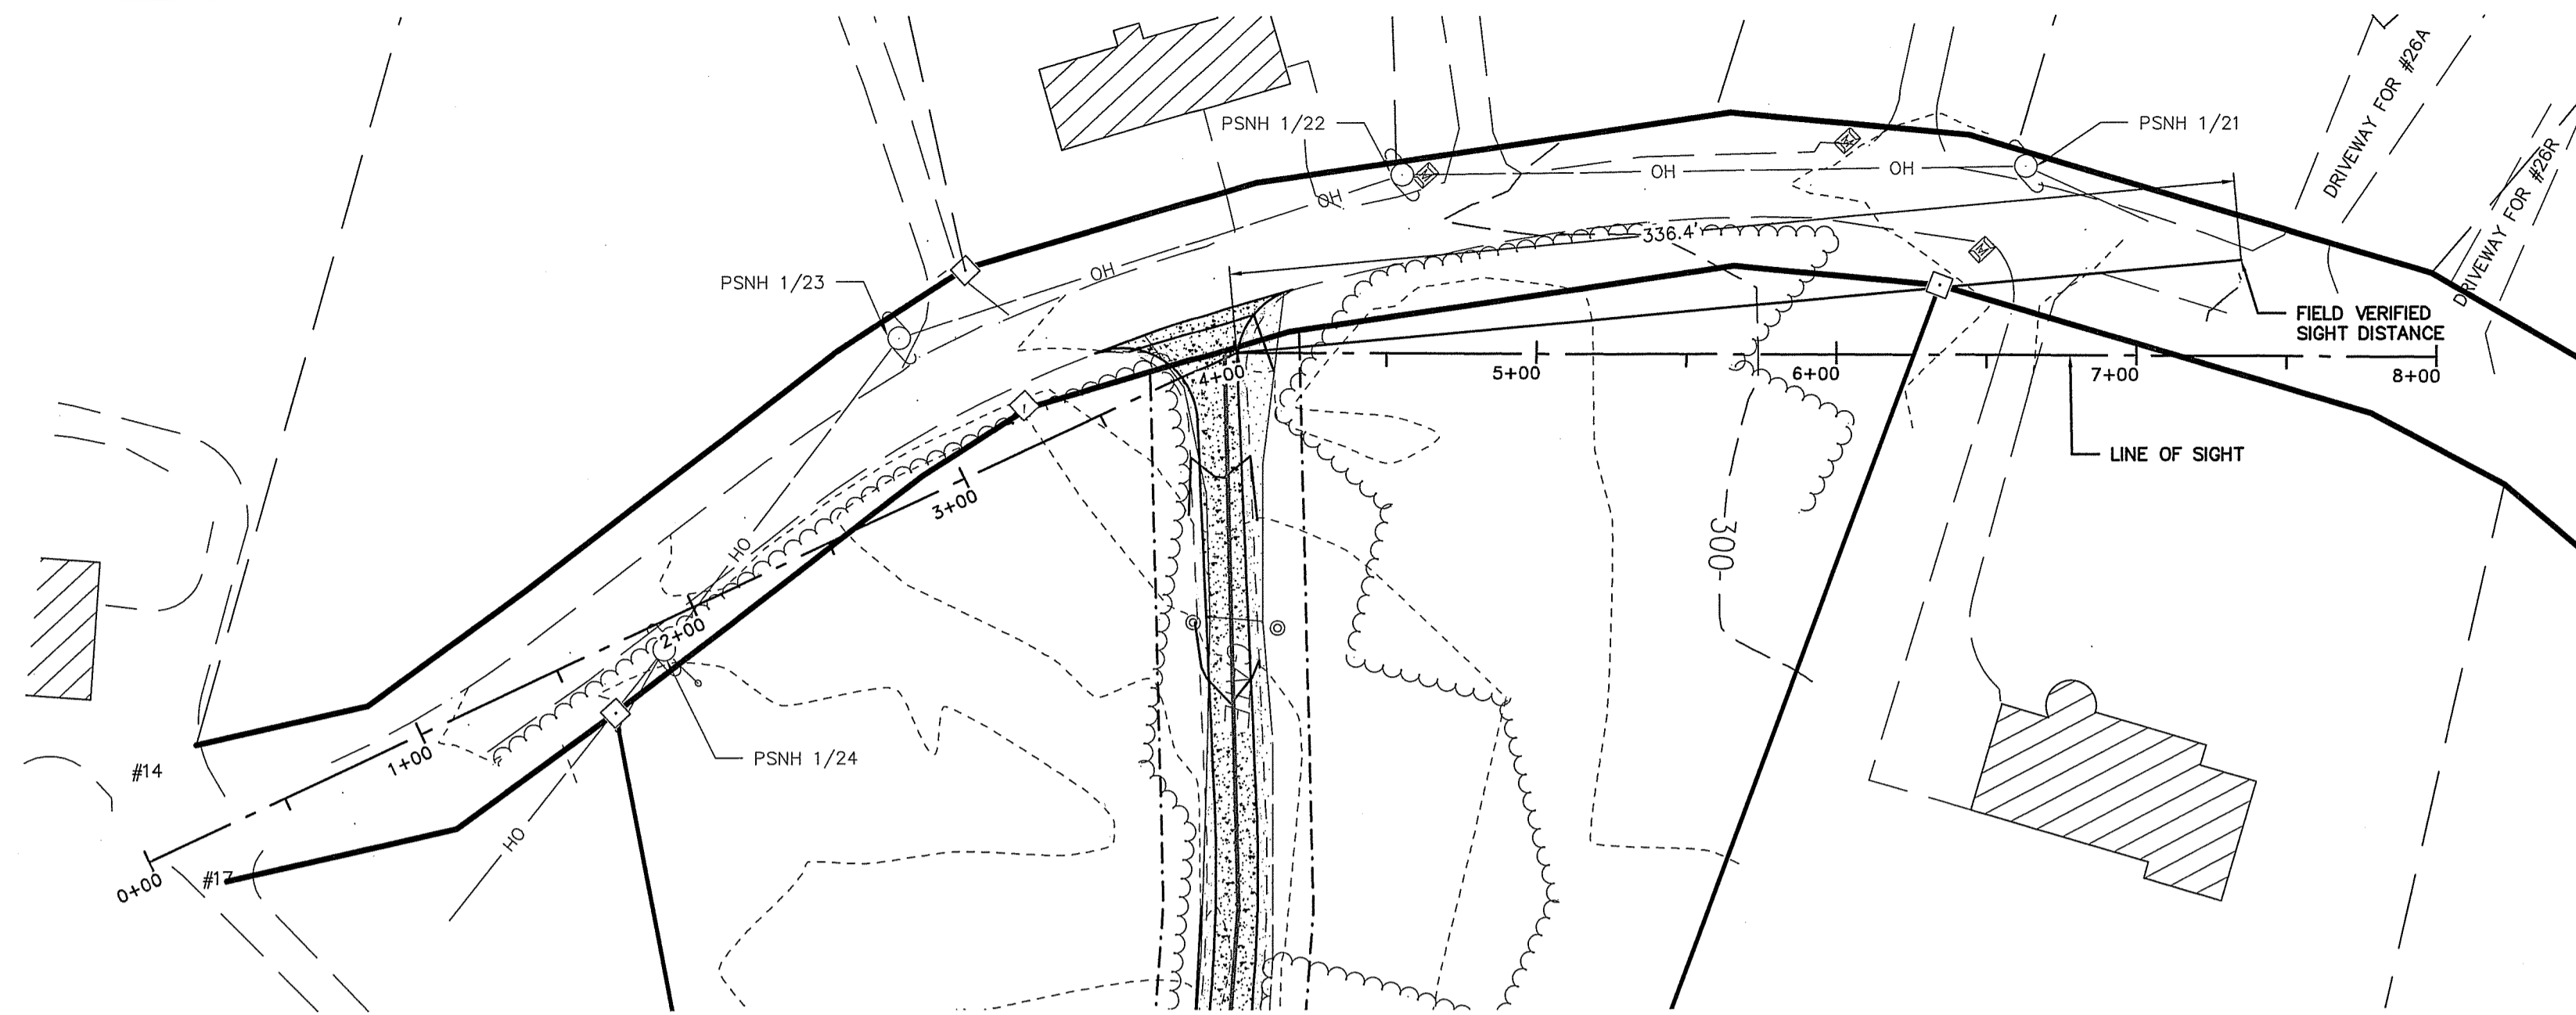 DRIVEWAY FOR #26A
DRIVEWAY FOR #26R
PSNH 1/22
PSNH 1/21
OH
OH
OH
336.4'
OH
PSNH 1/23
FIELD VERIFIED
SIGHT DISTANCE
4+00
5+00
6+00
7+00
8+00
LINE OF SIGHT
3+00
300
OH
2+00
PSNH 1/24
1+00
#14
OH
0+00
#17